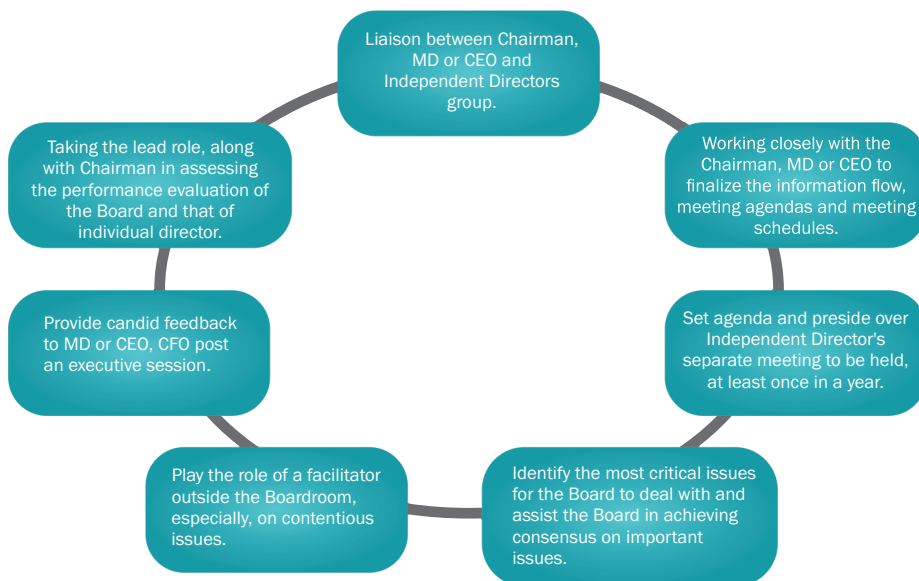 Liaison between Chairman,
MD or CEO and
Independent Directors
group.
Working closely with the
Chairman, MD or CEO to
finalize the information flow,
meeting agendas and meeting
schedules.
Set agenda and preside over
Independent Director's
separate meeting to be held,
at least once in a year.
Identify the most critical issues
for the Board to deal with and
assist the Board in achieving
consensus on important
issues.
Play the role of a facilitator
outside the Boardroom,
especially, on contentious
issues.
Provide candid feedback
to MD or CEO, CFO post
an executive session.
Taking the lead role, along
with Chairman in assessing
the performance evaluation of
the Board and that of
individual director.